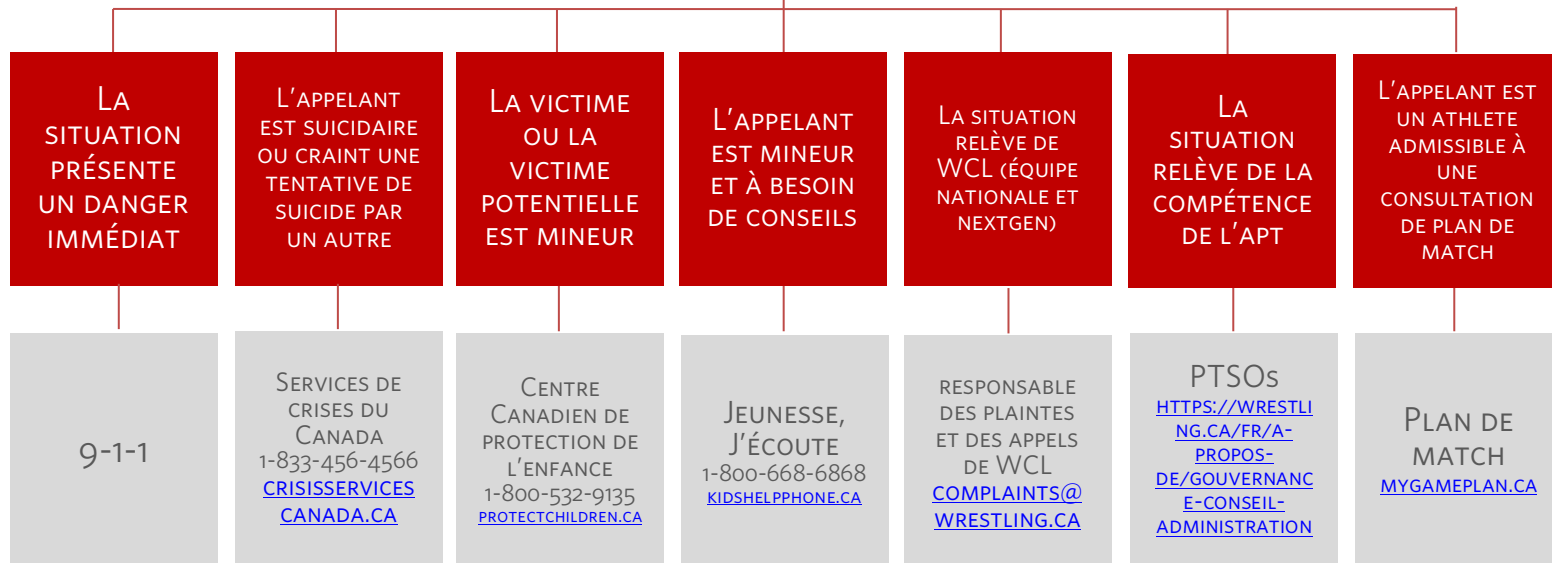 La
situation
présente
un danger
immédiat
L'appelant
est suicidaire
ou craint une
tentative de
suicide par
un autre
La victime
ou la
victime
potentielle
est mineur
L'appelant
est mineur
et à besoin
de conseils
La situation
relève de
WCL (équipe
nationale et
nextgen)
La
situation
relève de la
compétence
de l'APT
L'appelant est
un athlete
admissible à
une
consultation
de plan de
match
9-1-1
Services de
crises du
Canada
1-833-456-4566
crisisservices
canada.ca
Centre
Canadien de
protection de
l'enfance
1-800-532-9135
protectchildren.ca
Jeunesse,
J'écoute
1-800-668-6868
kidshelpphone.ca
responsable
des plaintes
et des appels
de WCL
complaints@
wrestling.ca
PTSOs
https://wrestli
ng.ca/fr/a-
propos-
de/gouvernanc
e-conseil-
administration
Plan de
match
mygameplan.ca